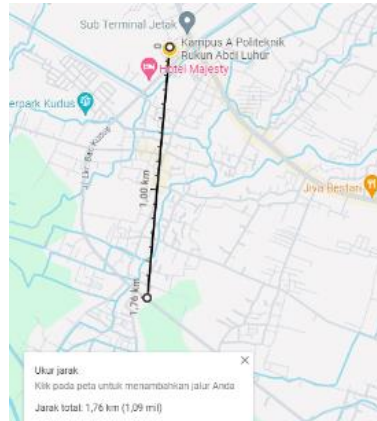 Sub Terminal Jetak
Kampus A Politeknik
Rukun Abdi Luhur
Hotel Majesty
erpark Kudus
1,00 km
Jiva Bestari
1,76 km
Ukur jarak
Klik pada peta untuk menambahkan jalur Anda
Jarak total: 1,76 km (1,09 mil)